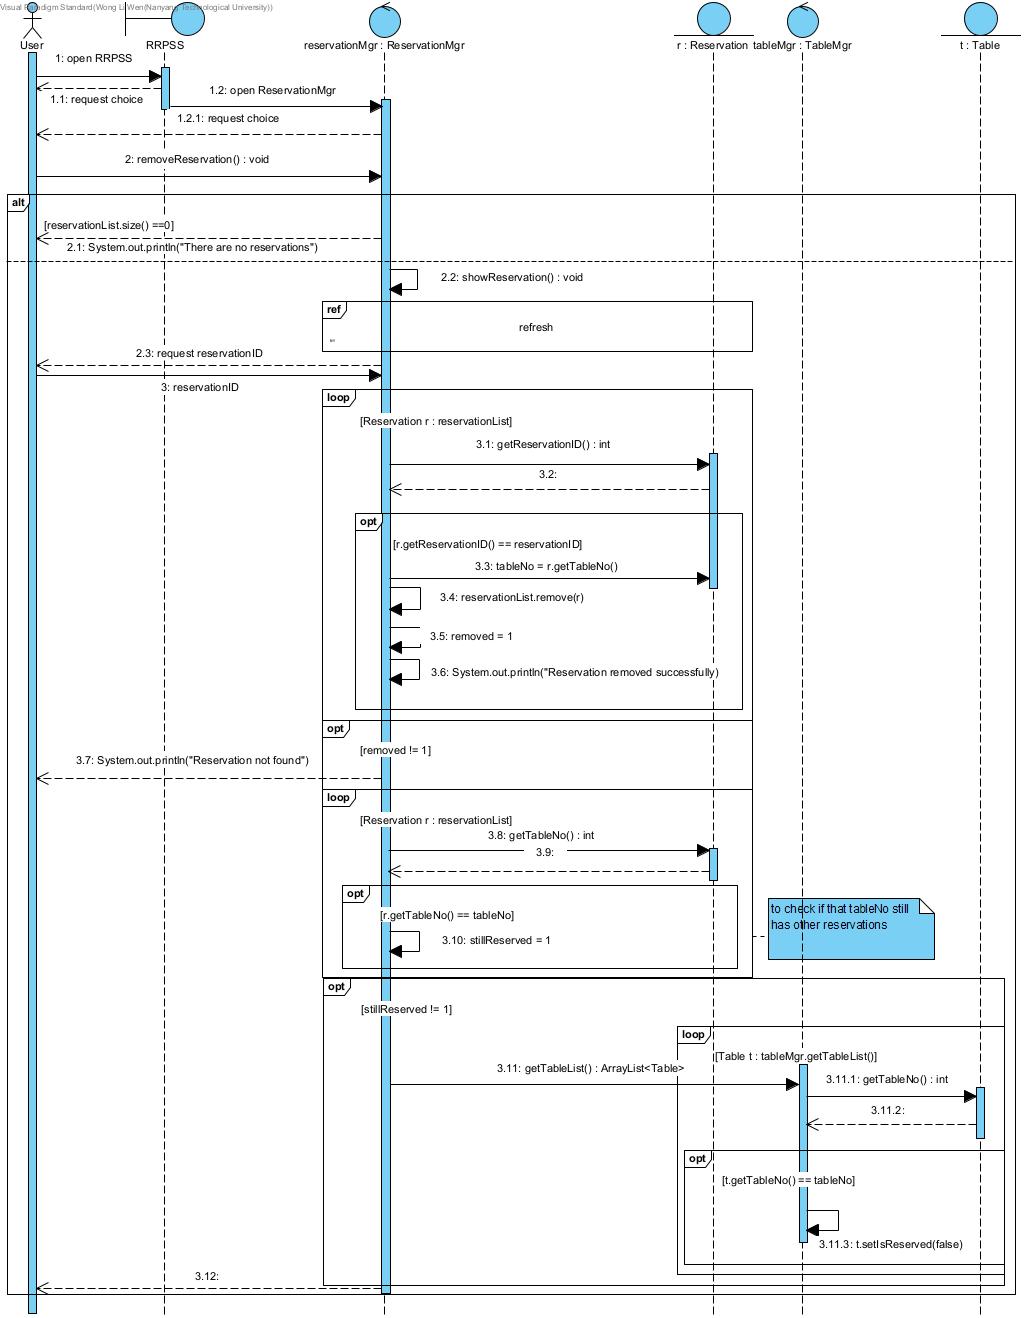 Visual Paradigm Standard(Wong Li Wen(Nanyang Technological University))
User
RRPSS
reservationMgr : ReservationMgr
r : Reservation
tableMgr : TableMgr
t : Table
1: open RRPSS
1.1: request choice
1.2: open ReservationMgr
1.2.1: request choice
2: removeReservation() : void
alt
[reservationList.size() ==0]
2.1: System.out.println("There are no reservations")
2.2: showReservation() : void
ref
refresh
2.3: request reservationID
3: reservationID
loop
[Reservation r : reservationList]
3.1: getReservationID() : int
3.2:
opt
[r.getReservationID() == reservationID]
3.3: tableNo = r.getTableNo()
3.4: reservationList.remove(r)
3.5: removed = 1
3.6: System.out.println("Reservation removed successfully)
opt
[removed != 1]
3.7: System.out.println("Reservation not found")
loop
[Reservation r : reservationList]
3.8: getTableNo() : int
3.9:
opt
[r.getTableNo() == tableNo]
3.10: stillReserved = 1
to check if that tableNo still
has other reservations
opt
[stillReserved != 1]
loop
[Table t : tableMgr.getTableList()]
3.11: getTableList() : ArrayList<Table>
3.11.1: getTableNo() : int
3.11.2:
opt
[t.getTableNo() == tableNo]
3.11.3: t.setIsReserved(false)
3.12: